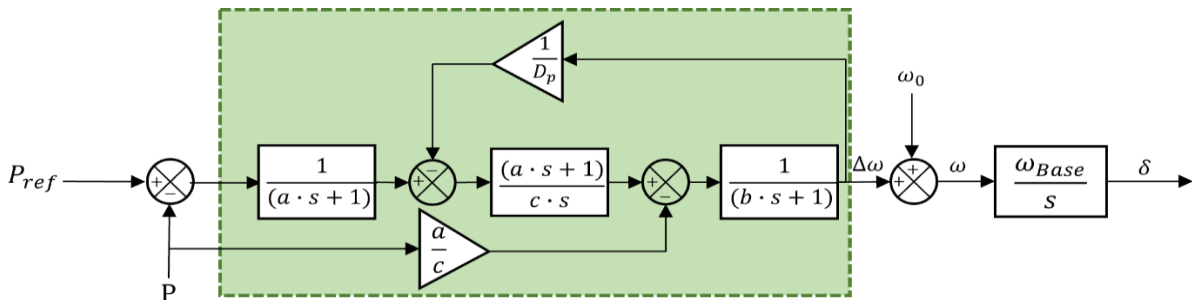 1
D_p
ω_0
P_ref
+
−
1
(a · s + 1)
−
(a · s + 1)
c · s
+
−
1
(b · s + 1)
Δω
+
+
ω
ω_Base
s
δ
a
c
P